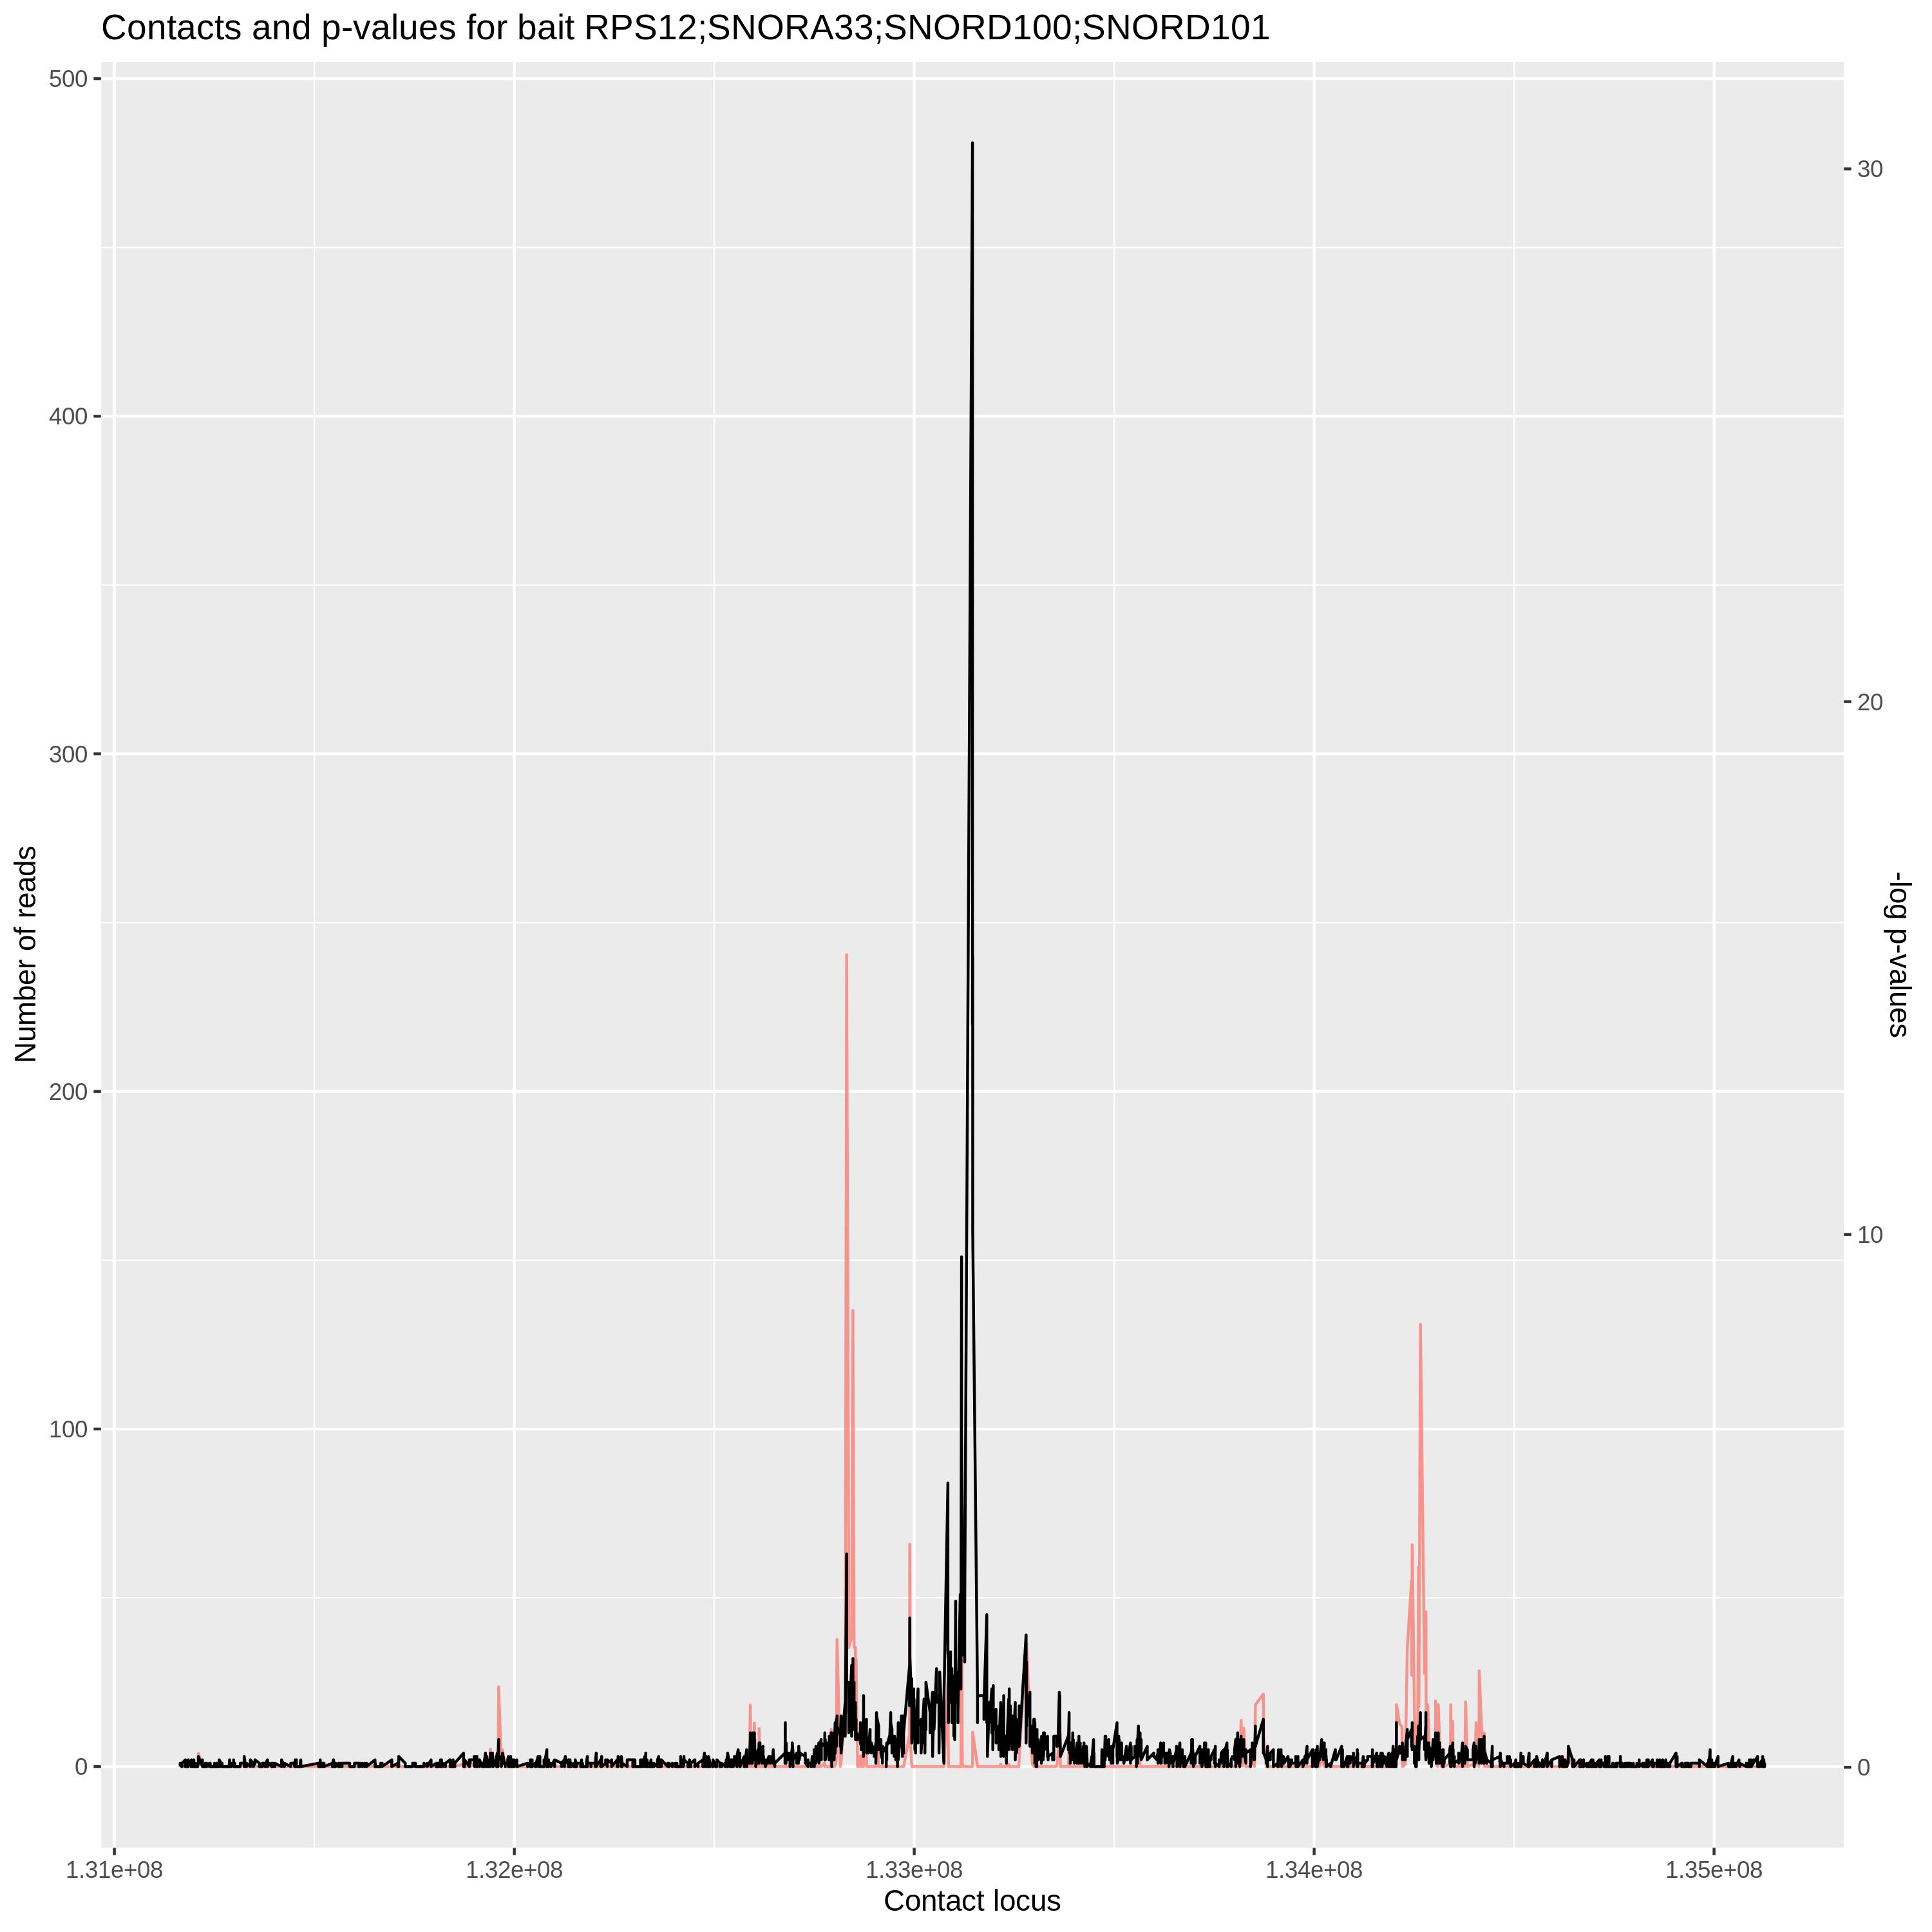 Contacts and p-values for bait RPS12;SNORA33;SNORD100;SNORD101
500
400
300
200
100
0
30
20
10
0
Number of reads
-log p-values
1.31e+08 1.32e+08 1.33e+08 1.34e+08 1.35e+08
Contact locus